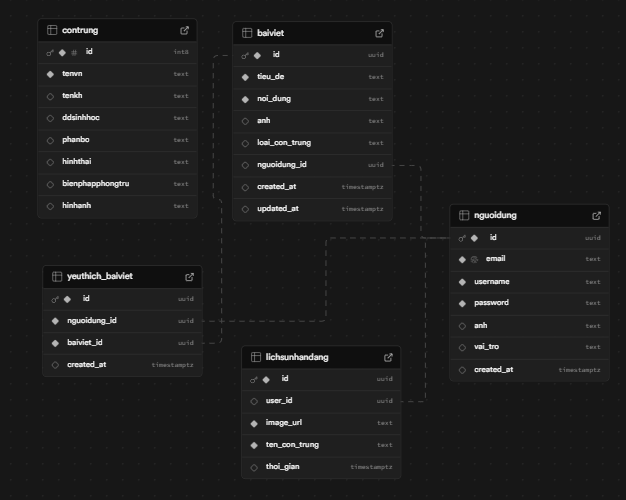 contrung
id int8
tenvn text
tenkh text
ddsinhhoc text
phanbo text
hinhthai text
bienphapphongtru text
hinhanh text
baiviet
id uuid
tieu_de text
noi_dung text
anh text
loai_con_trung text
nguoidung_id uuid
created_at timestamptz
updated_at timestamptz
nguoidung
id uuid
email text
username text
password text
anh text
vai_tro text
created_at timestamptz
yeuthich_baiviet
id uuid
nguoidung_id uuid
baiviet_id uuid
created_at timestamptz
lichsunhandang
id uuid
user_id uuid
image_url text
ten_con_trung text
thoi_gian timestamptz